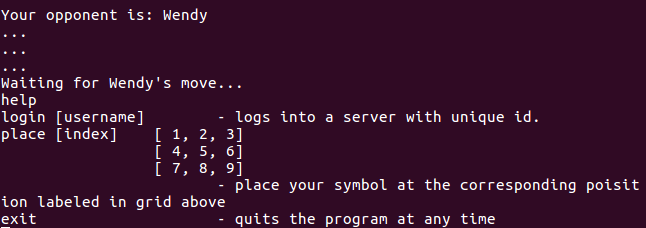 Your opponent is: Wendy
...
...
...
Waiting for Wendy's move...
help
login [username]        - logs into a server with unique id.
place [index]    [ 1, 2, 3]
                 [ 4, 5, 6]
                 [ 7, 8, 9]
                        - place your symbol at the corresponding poisit
ion labeled in grid above
exit                    - quits the program at any time